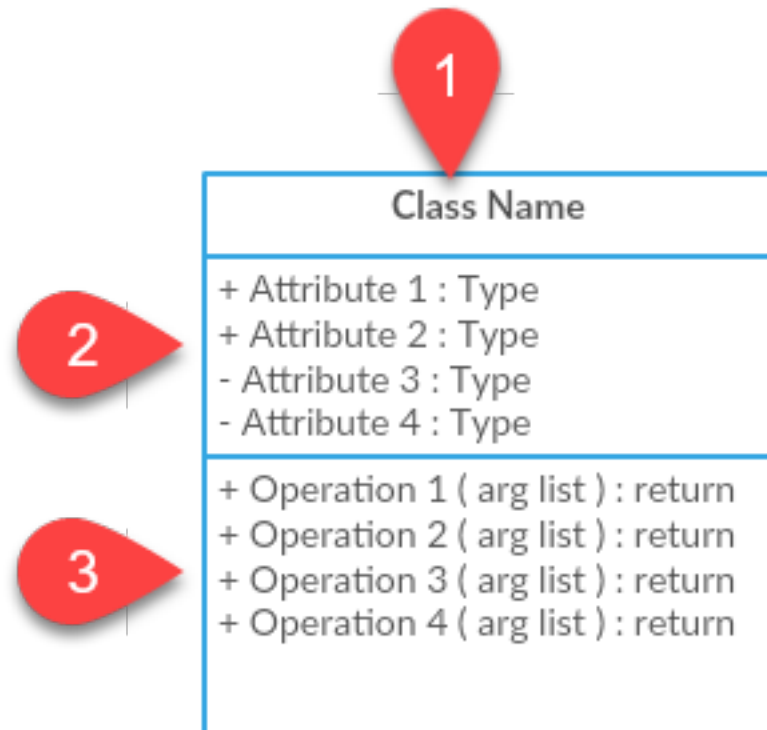 1
Class Name
2
+ Attribute 1 : Type
+ Attribute 2 : Type
- Attribute 3 : Type
- Attribute 4 : Type
3
+ Operation 1 ( arg list ) : return
+ Operation 2 ( arg list ) : return
+ Operation 3 ( arg list ) : return
+ Operation 4 ( arg list ) : return